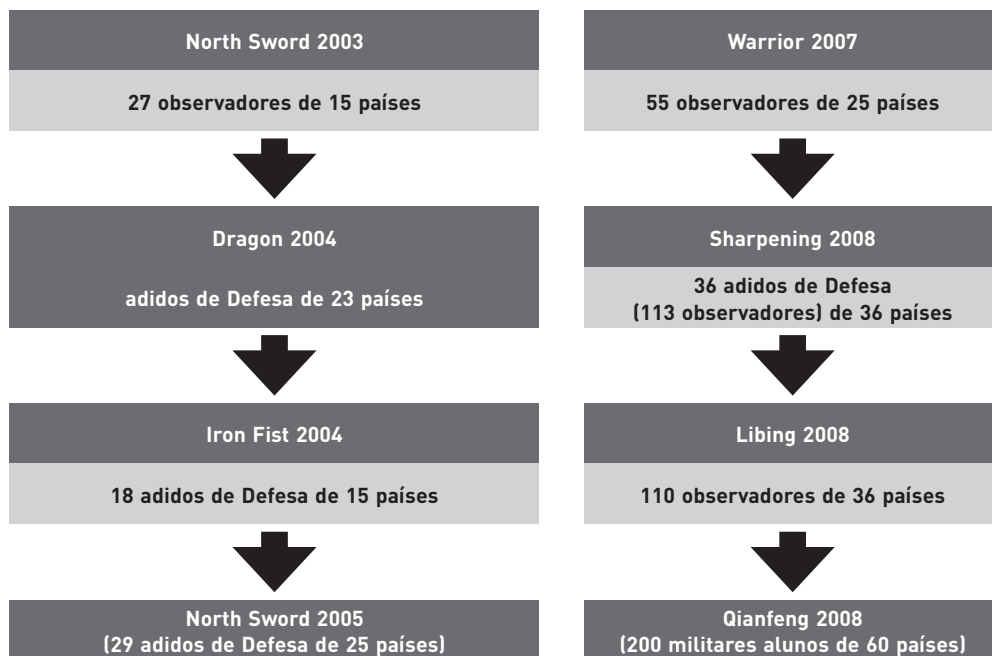 North Sword 2003
27 observadores de 15 países
Dragon 2004
adidos de Defesa de 23 países
Iron Fist 2004
18 adidos de Defesa de 15 países
North Sword 2005
(29 adidos de Defesa de 25 países)
Warrior 2007
55 observadores de 25 países
Sharpening 2008
36 adidos de Defesa
(113 observadores) de 36 países
Libing 2008
110 observadores de 36 países
Qianfeng 2008
(200 militares alunos de 60 países)